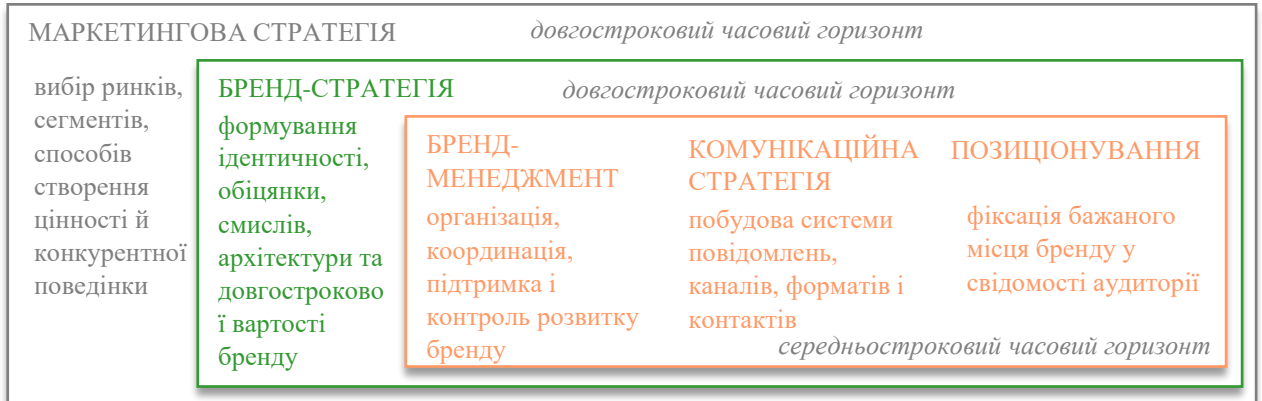 МАРКЕТИНГОВА СТРАТЕГІЯ
довгостроковий часовий горизонт
вибір ринків,
сегментів,
способів
створення
цінності й
конкурентної
поведінки
БРЕНД-СТРАТЕГІЯ
довгостроковий часовий горизонт
формування
ідентичності,
обіцянки,
смислів,
архітектури та
довгостроково
ї вартості
бренду
БРЕНД-
МЕНЕДЖМЕНТ
організація,
координація,
підтримка і
контроль розвитку
бренду
КОМУНІКАЦІЙНА
СТРАТЕГІЯ
побудова системи
повідомлень,
каналів, форматів і
контактів
ПОЗИЦІОНУВАННЯ
фіксація бажаного
місця бренду у
свідомості аудиторії
середньостроковий часовий горизонт